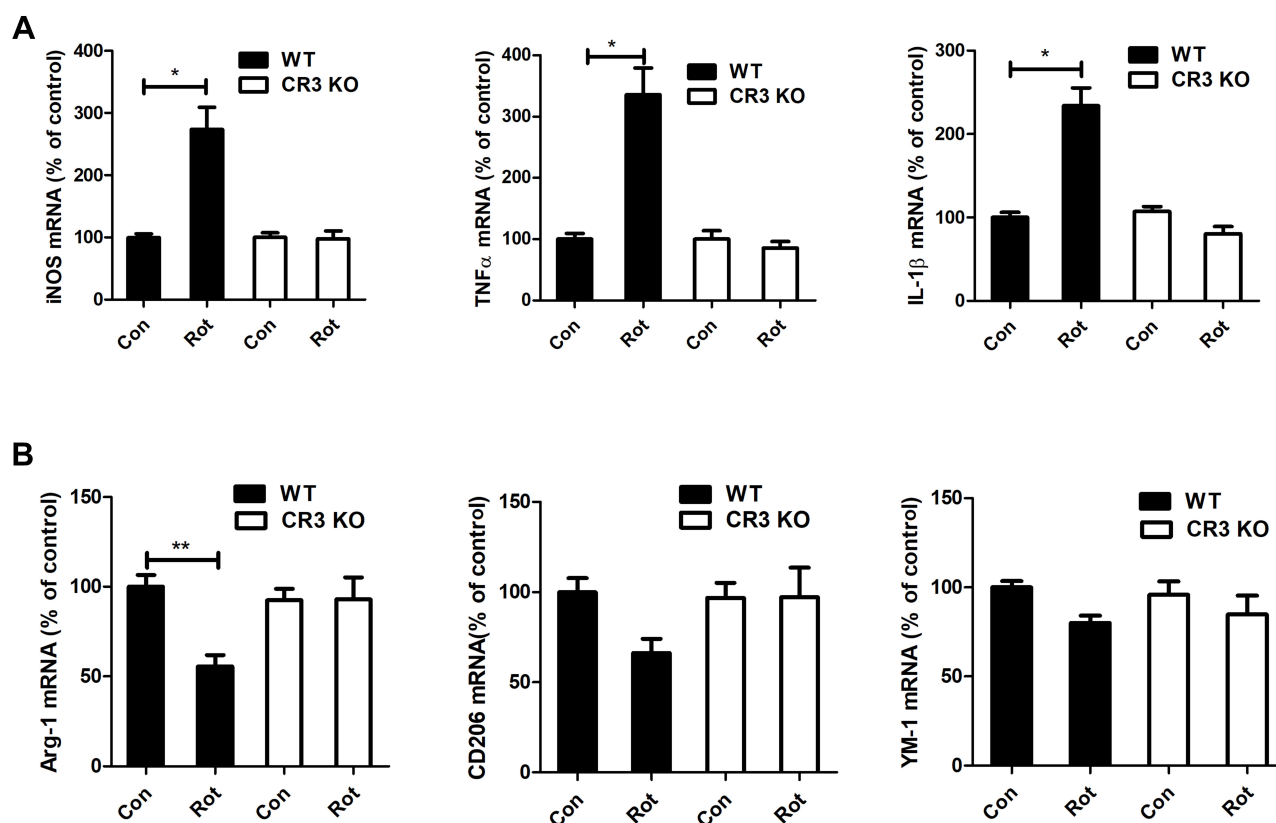 A
iNOS mRNA (% of control)
400
300
200
100
0
*
WT
CR3 KO
Con
Rot
Con
Rot
TNFα mRNA (% of control)
400
300
200
100
0
*
WT
CR3 KO
Con
Rot
Con
Rot
IL-1β mRNA (% of control)
300
200
100
0
*
WT
CR3 KO
Con
Rot
Con
Rot
B
Arg-1 mRNA (% of control)
150
100
50
0
**
WT
CR3 KO
Con
Rot
Con
Rot
CD206 mRNA(% of control)
150
100
50
0
WT
CR3 KO
Con
Rot
Con
Rot
YM-1 mRNA (% of control)
150
100
50
0
WT
CR3 KO
Con
Rot
Con
Rot